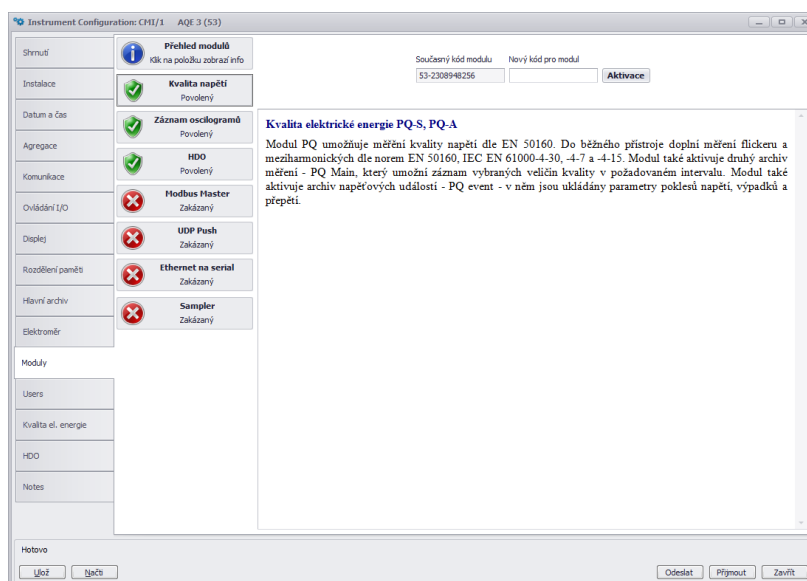 Instrument Configuration: CMI/1 AQE 3 (53)
Shrnutí
Instalace
Datum a čas
Agregace
Komunikace
Ovládání I/O
Displej
Rozdělení paměti
Hlavní archiv
Elektroměr
Moduly
Users
Kvalita el. energie
HDO
Notes
Přehled modulů
Klik na položku zobrazí info
Kvalita napětí
Povolený
Záznam oscilogramů
Povolený
HDO
Povolený
Modbus Master
Zakázaný
UDP Push
Zakázaný
Ethernet na serial
Zakázaný
Sampler
Zakázaný
Současný kód modulu Nový kód pro modul
53-2308948256 Aktivace
Kvalita elektrické energie PQ-S, PQ-A
Modul PQ umožňuje měření kvality napětí dle EN 50160. Do běžného přístroje doplní měření flickeru a
meziharmonických dle norem EN 50160, IEC EN 61000-4-30, -4-7 a -4-15. Modul také aktivuje druhý archiv
měření - PQ Main, který umožní záznam vybraných veličin kvality v požadovaném intervalu. Modul také
aktivuje archiv napěťových událostí - PQ event - v něm jsou ukládány parametry poklesů napětí, výpadků a
přepětí.
Hotovo
Ulož Načti Odeslat Přijmout Zavřít